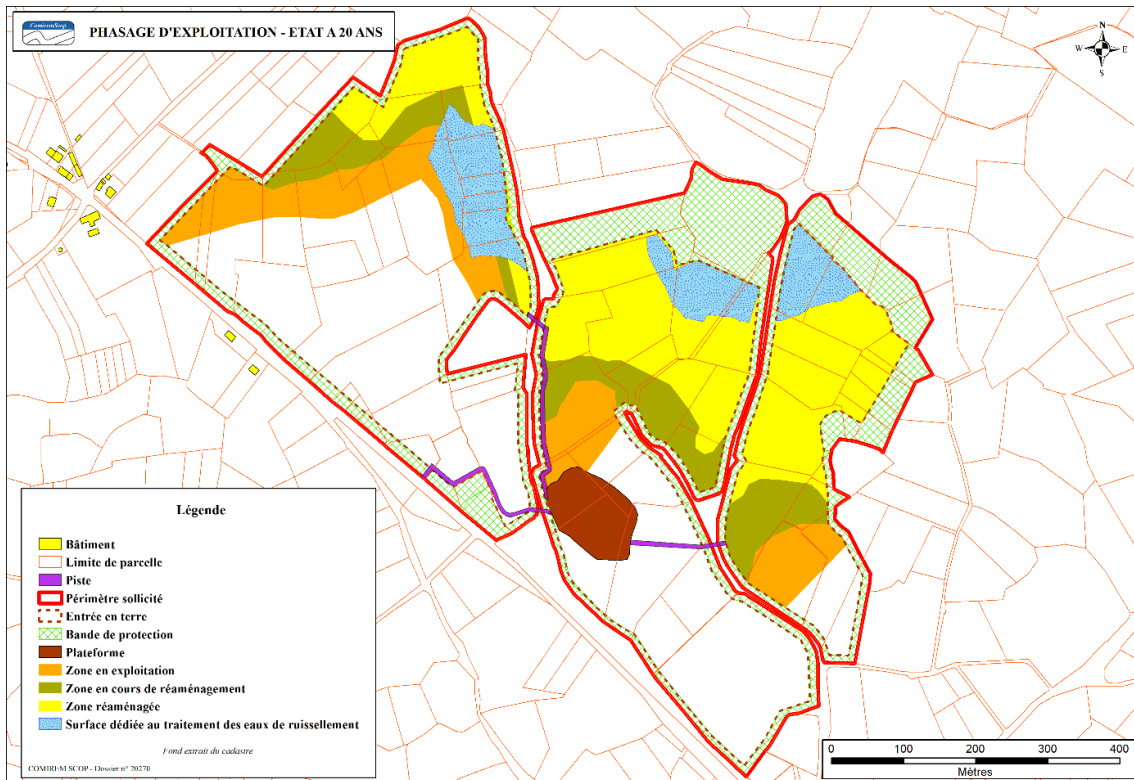 ComiremScop
PHASAGE D'EXPLOITATION - ETAT A 20 ANS
N
W E
S
Légende
Bâtiment
Limite de parcelle
Piste
Périmètre sollicité
Entrée en terre
Bande de protection
Plateforme
Zone en exploitation
Zone en cours de réaménagement
Zone réaménagée
Surface dédiée au traitement des eaux de ruissellement
Fond extrait du cadastre
COMIREM SCOP - Dossier n° 20270
0 100 200 300 400
Mètres